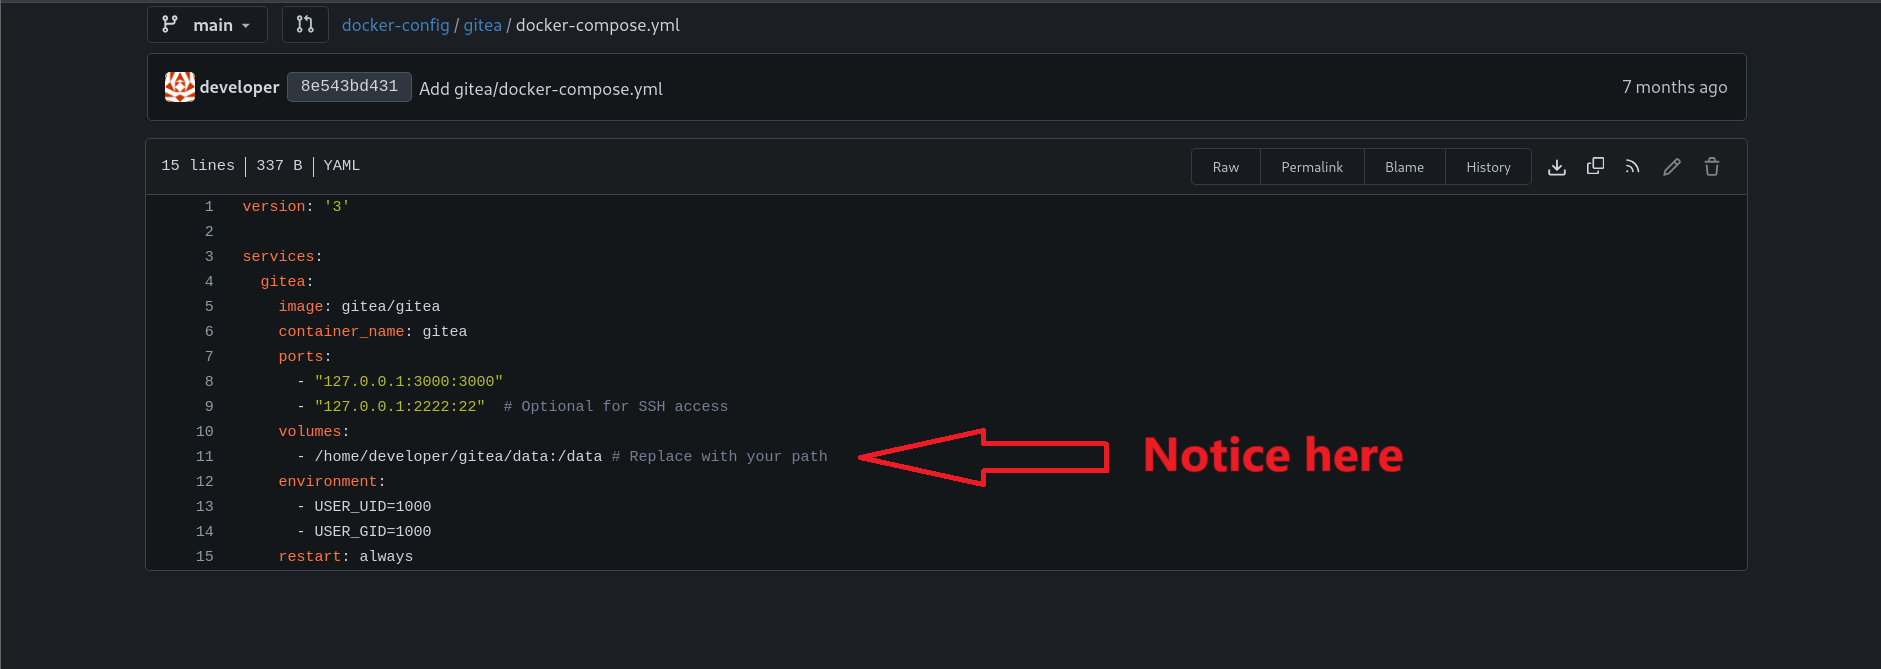 main
docker-config / gitea / docker-compose.yml
developer 8e543bd431 Add gitea/docker-compose.yml 7 months ago
15 lines 337 B YAML Raw Permalink Blame History
1 version: '3'
2
3 services:
4   gitea:
5     image: gitea/gitea
6     container_name: gitea
7     ports:
8       - "127.0.0.1:3000:3000"
9       - "127.0.0.1:2222:22"  # Optional for SSH access
10     volumes:
11       - /home/developer/gitea/data:/data # Replace with your path
Notice here
12     environment:
13       - USER_UID=1000
14       - USER_GID=1000
15     restart: always